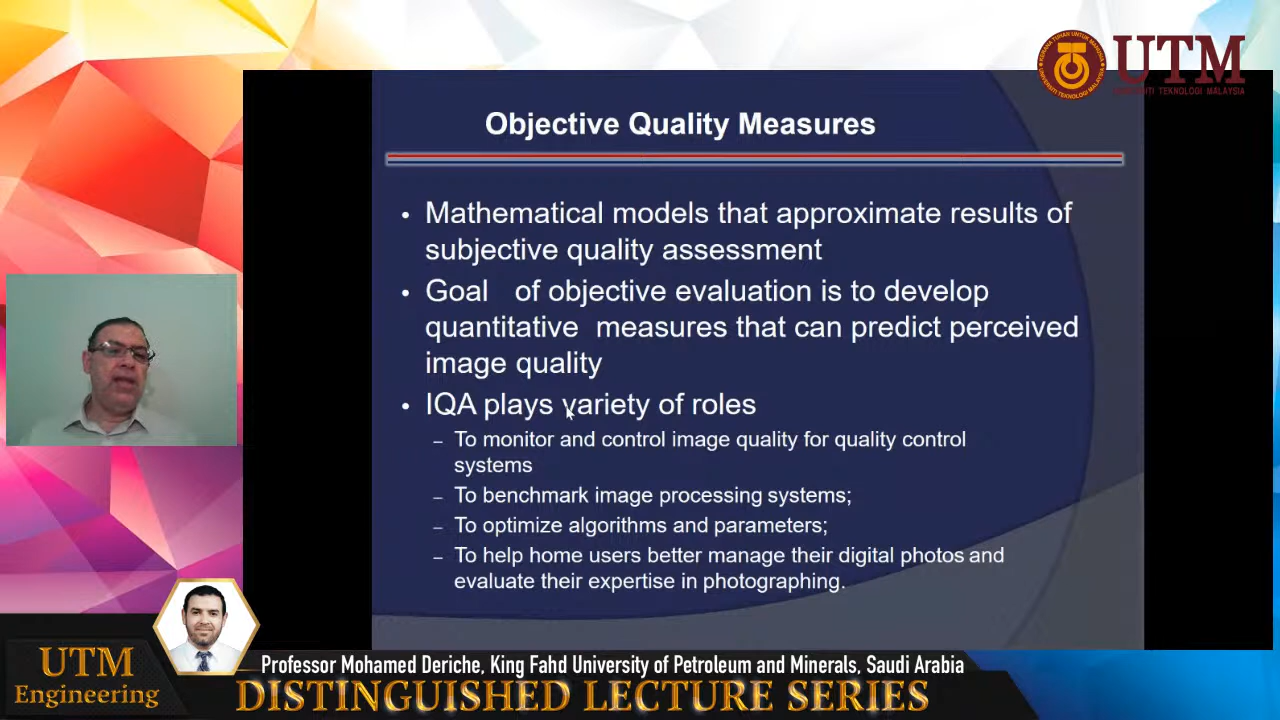 UTM
UNIVERSITI TEKNOLOGI MALAYSIA
Objective Quality Measures
• Mathematical models that approximate results of
subjective quality assessment
• Goal of objective evaluation is to develop
quantitative measures that can predict perceived
image quality
• IQA plays variety of roles
– To monitor and control image quality for quality control
systems
– To benchmark image processing systems;
– To optimize algorithms and parameters;
– To help home users better manage their digital photos and
evaluate their expertise in photographing.
UTM
Engineering
Professor Mohamed Deriche, King Fahd University of Petroleum and Minerals, Saudi Arabia
DISTINGUISHED LECTURE SERIES